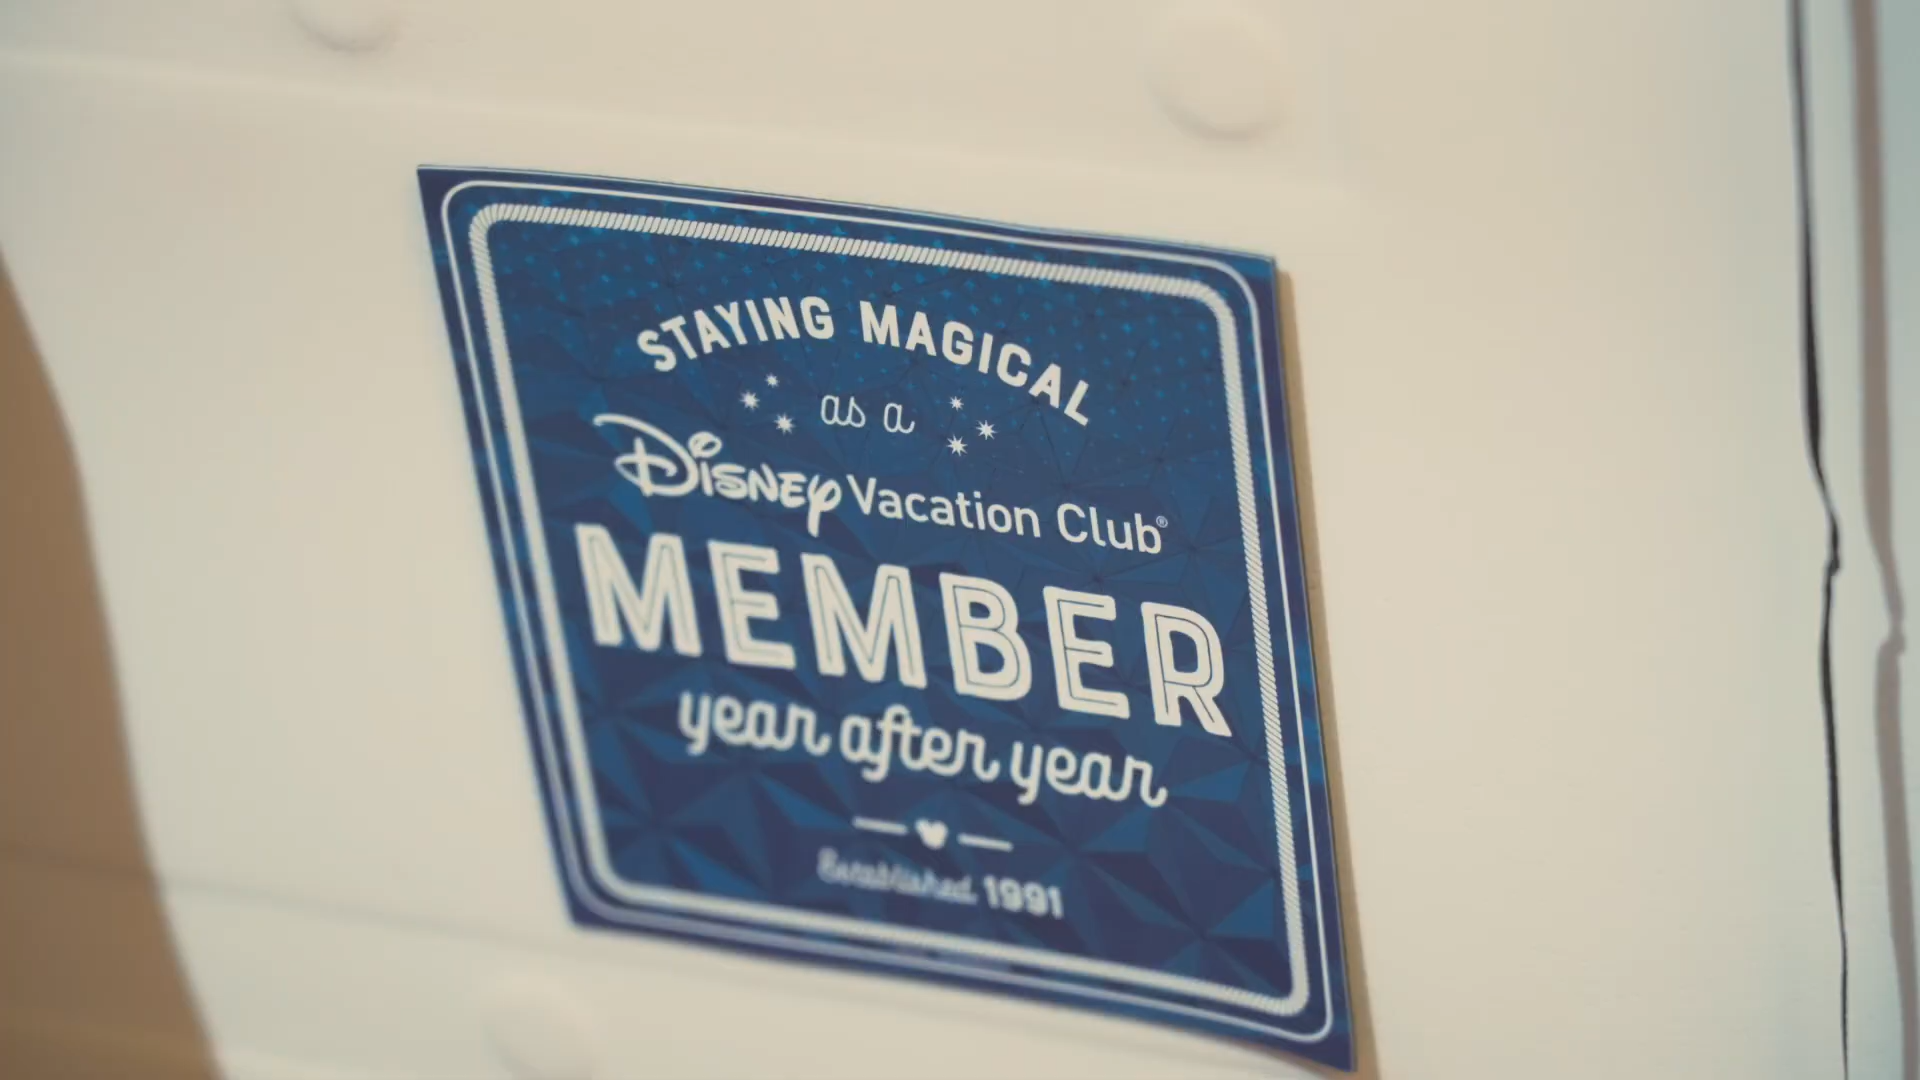 STAYING MAGICAL
as a
Disney Vacation Club®
MEMBER
year after year
Established 1991